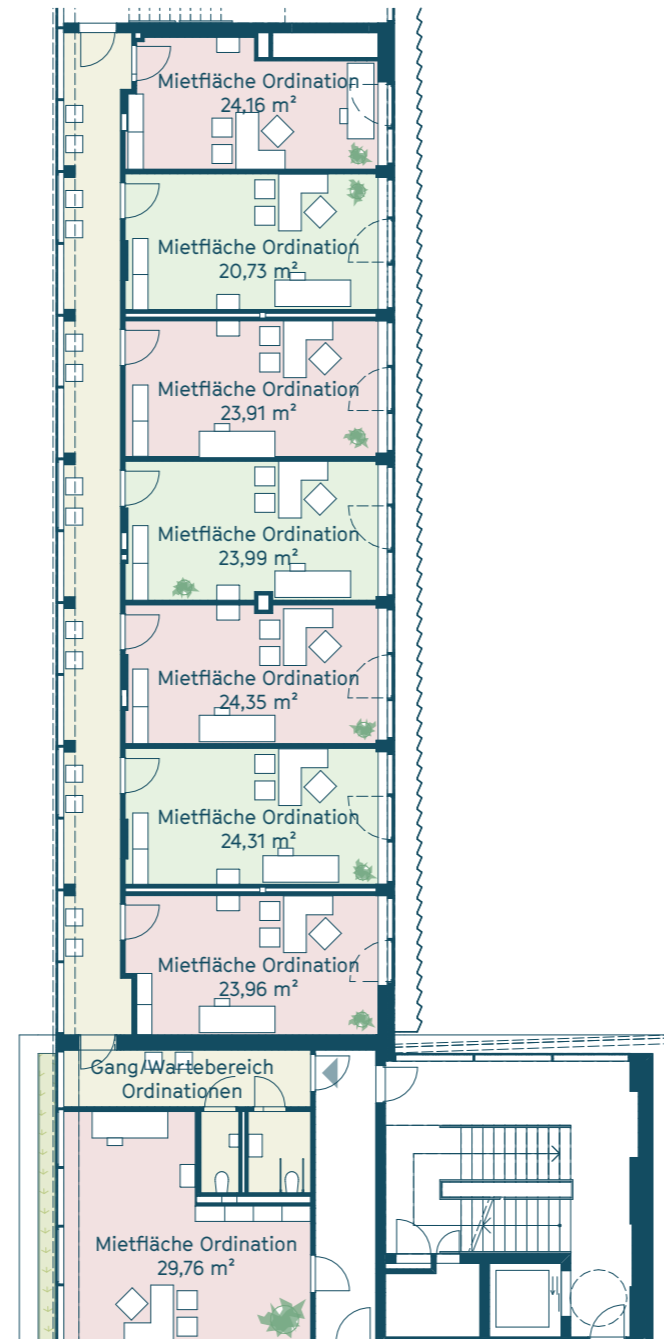 Mietfläche Ordination
24,16 m²
Mietfläche Ordination
20,73 m²
Mietfläche Ordination
23,91 m²
Mietfläche Ordination
23,99 m²
Mietfläche Ordination
24,35 m²
Mietfläche Ordination
24,31 m²
Mietfläche Ordination
23,96 m²
Gang/Wartebereich
Ordinationen
Mietfläche Ordination
29,76 m²